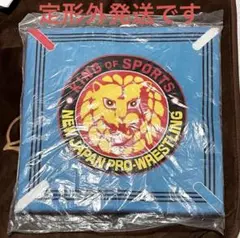 定形外発送です
KING OF SPORTS
NEW JAPAN PRO-WRESTLING